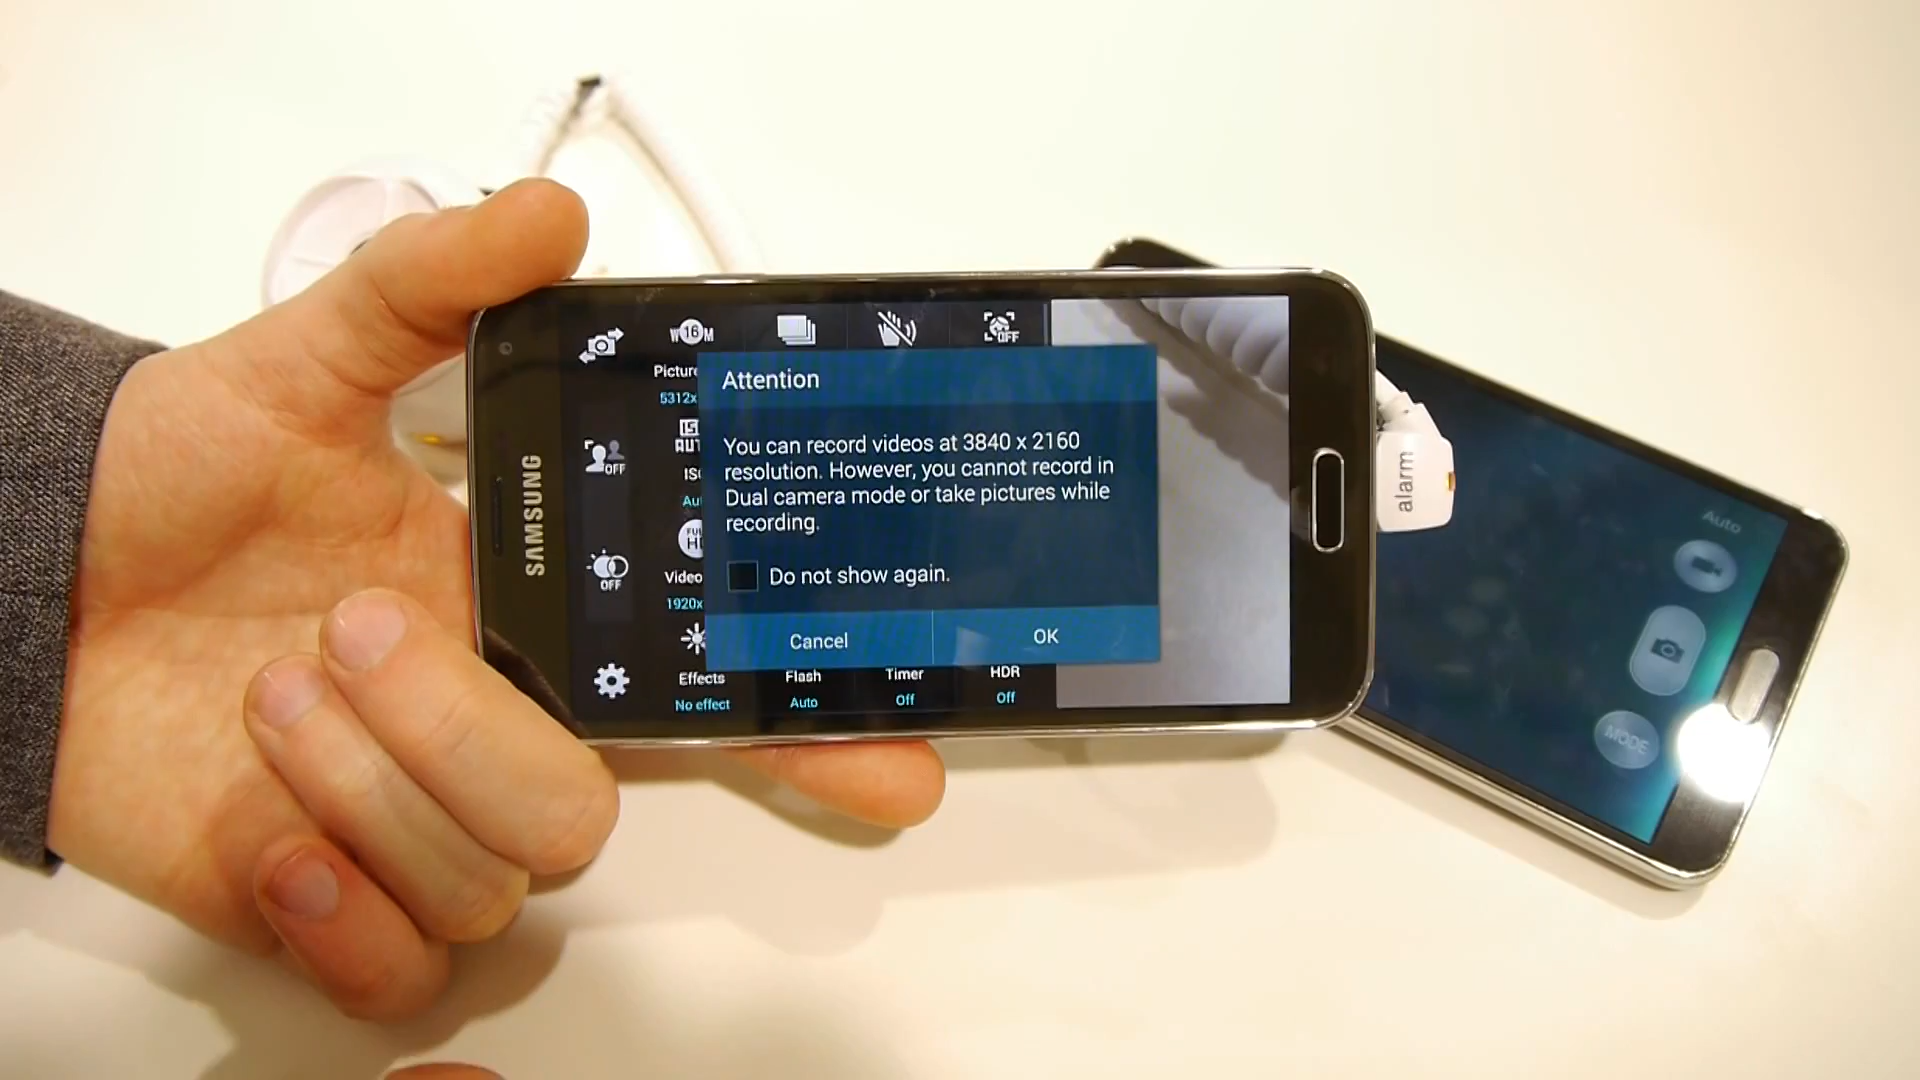 SAMSUNG
W16M
OFF
Picture
5312x
Attention
You can record videos at 3840 x 2160
resolution. However, you cannot record in
Dual camera mode or take pictures while
recording.
Do not show again.
Cancel
OK
OFF
Video
1920x
OFF
Effects
No effect
Flash
Auto
Timer
Off
HDR
Off
alarm
Auto
MODE